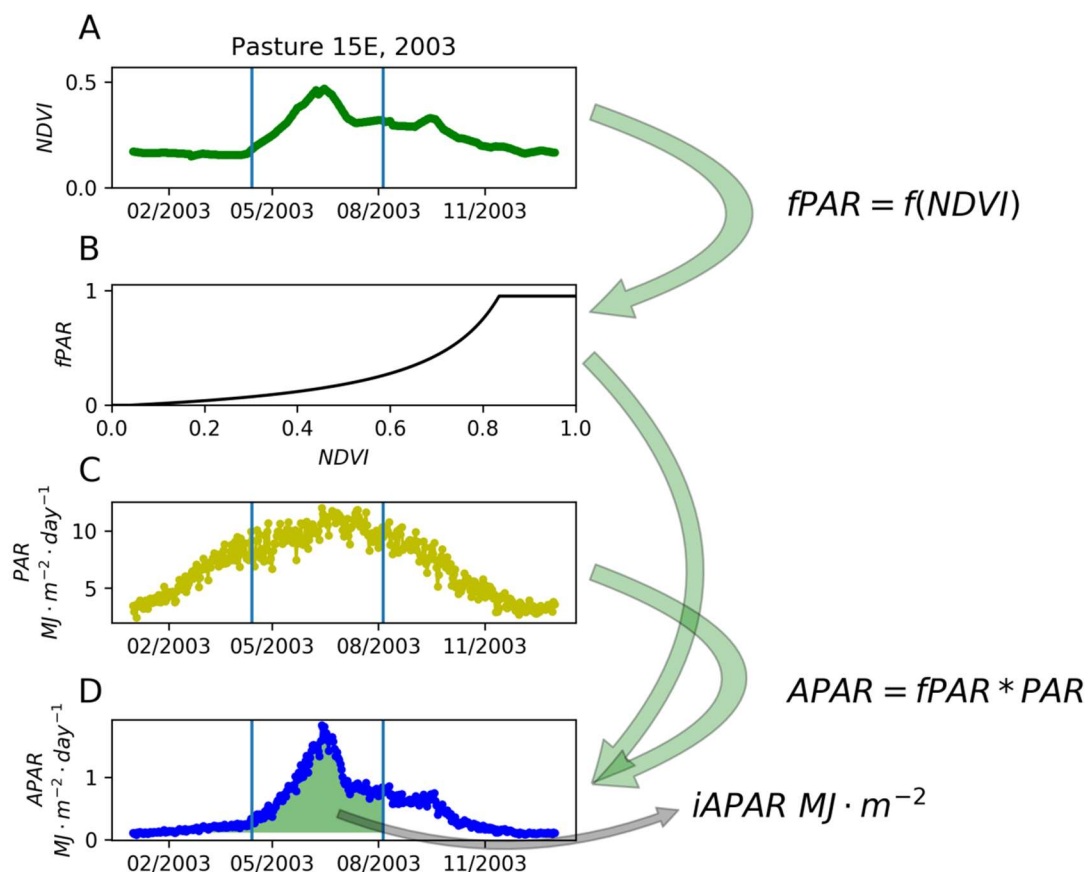 A
Pasture 15E, 2003
NDVI
0.5
0.0
02/2003 05/2003 08/2003 11/2003
fPAR = f(NDVI)
B
fPAR
1
0
0.0 0.2 0.4 0.6 0.8 1.0
NDVI
C
PAR
MJ · m⁻² · day⁻¹
10
5
02/2003 05/2003 08/2003 11/2003
APAR = fPAR * PAR
D
APAR
MJ · m⁻² · day⁻¹
1
0
02/2003 05/2003 08/2003 11/2003
iAPAR MJ · m⁻²